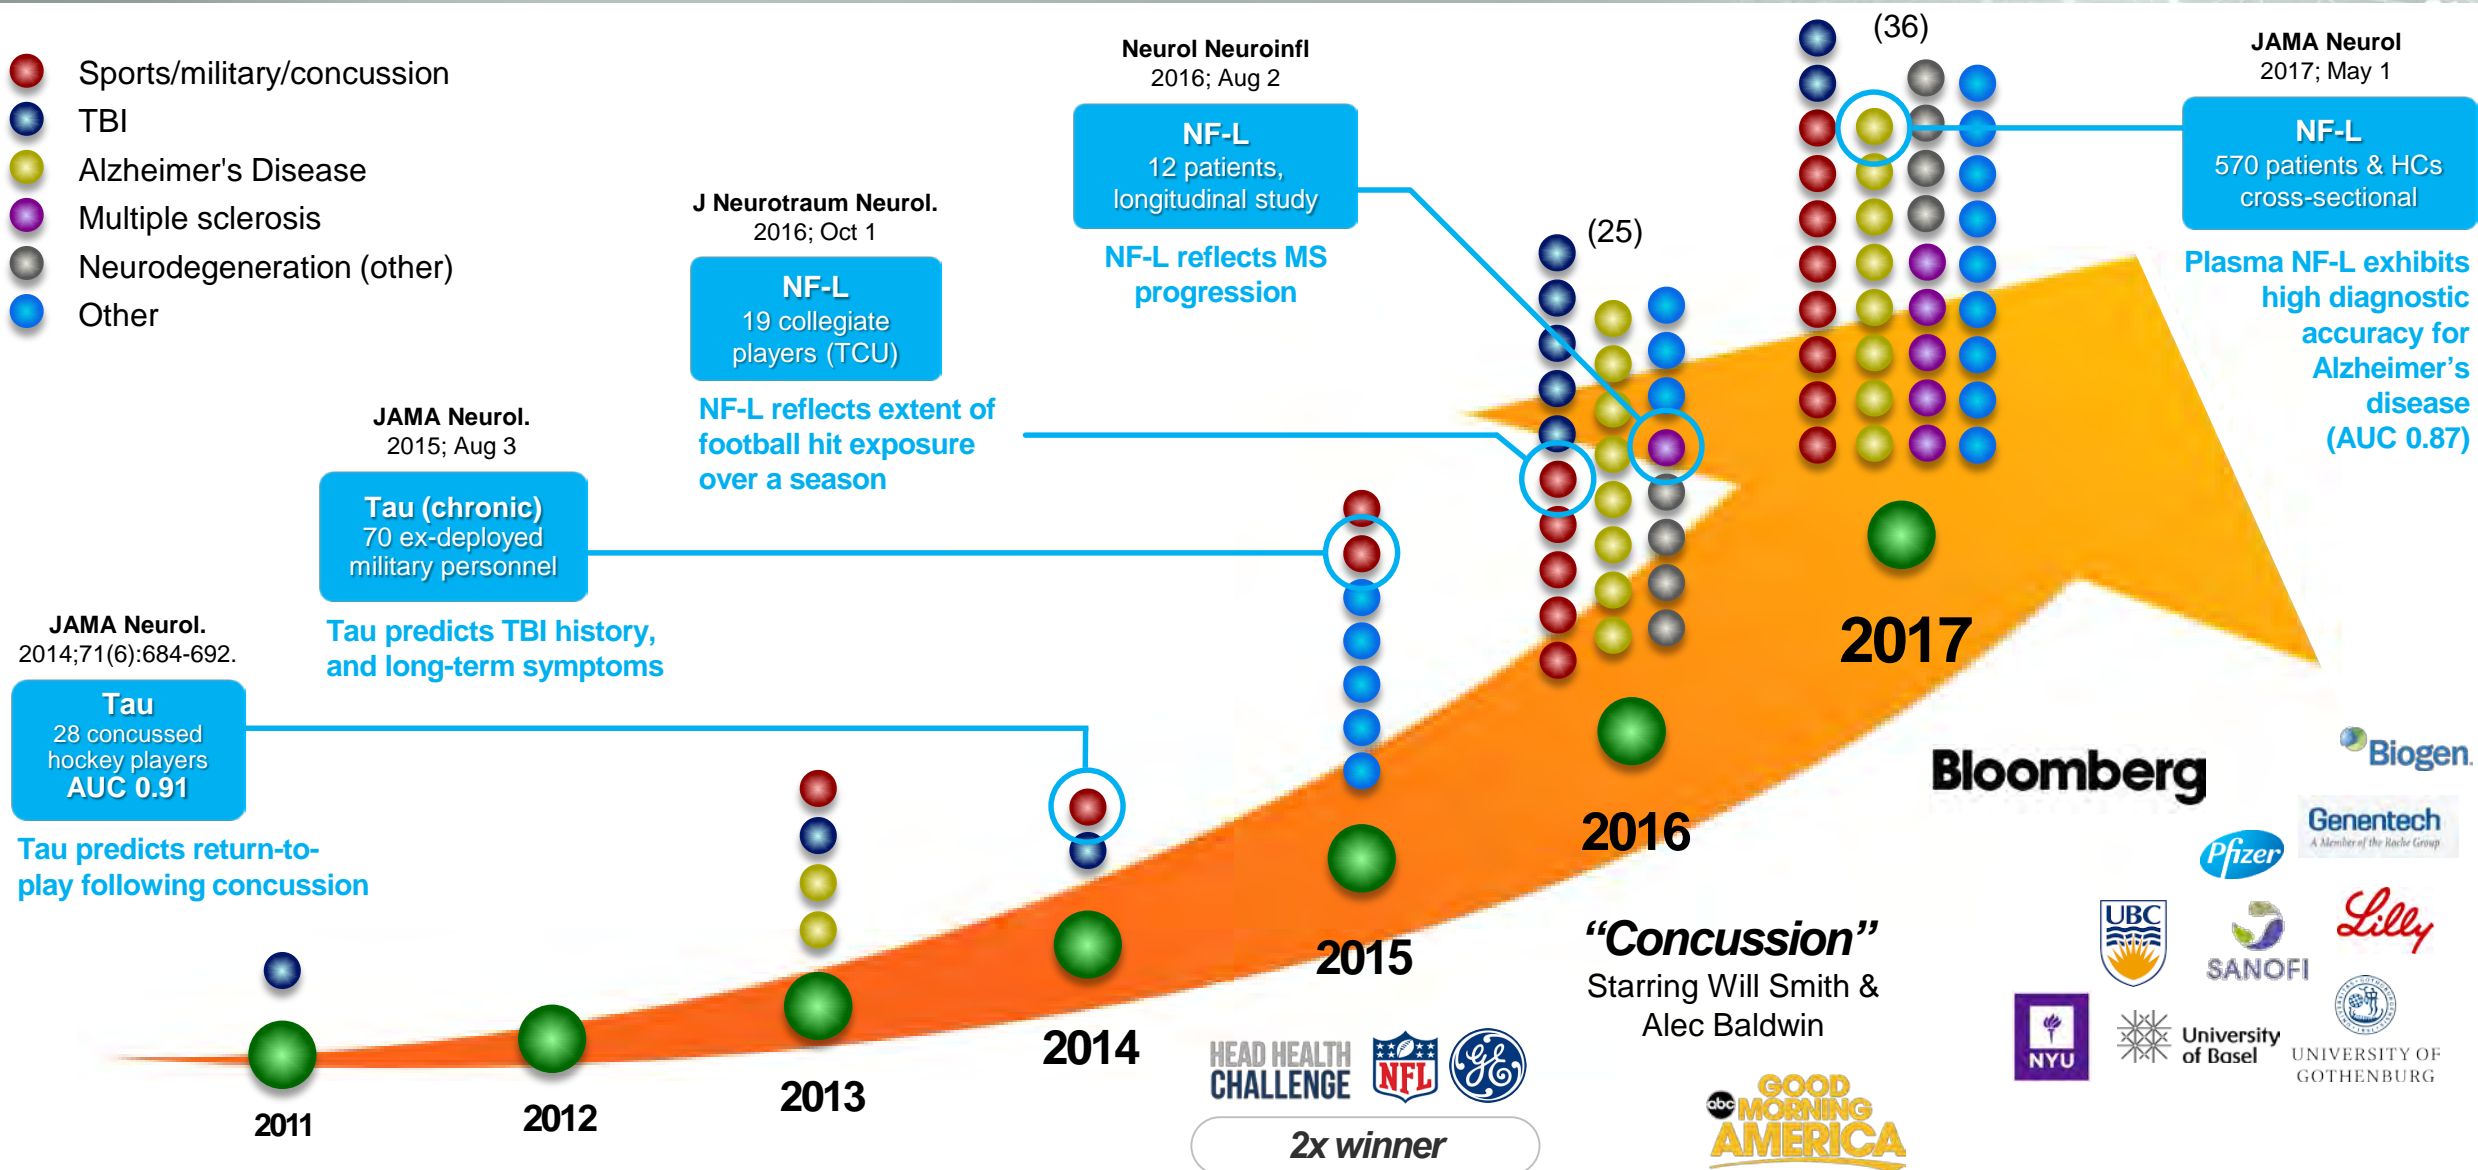 Sports/military/concussion
TBI
Alzheimer's Disease
Multiple sclerosis
Neurodegeneration (other)
Other
JAMA Neurol.
2014;71(6):684-692.
Tau
28 concussed
hockey players
AUC 0.91
Tau predicts return-to-
play following concussion
JAMA Neurol.
2015; Aug 3
Tau (chronic)
70 ex-deployed
military personnel
Tau predicts TBI history,
and long-term symptoms
J Neurotraum Neurol.
2016; Oct 1
NF-L
19 collegiate
players (TCU)
NF-L reflects extent of
football hit exposure
over a season
Neurol Neuroinfl
2016; Aug 2
NF-L
12 patients,
longitudinal study
NF-L reflects MS
progression
(25)
(36)
JAMA Neurol
2017; May 1
NF-L
570 patients & HCs
cross-sectional
Plasma NF-L exhibits
high diagnostic
accuracy for
Alzheimer’s
disease
(AUC 0.87)
2011
2012
2013
2014
2015
2016
2017
HEAD HEALTH
CHALLENGE
NFL
GE
2x winner
“Concussion”
Starring Will Smith &
Alec Baldwin
abc
GOOD
MORNING
AMERICA
Bloomberg
Biogen.
Genentech
A Member of the Roche Group
Pfizer
Lilly
UBC
SANOFI
NYU
University
of Basel
UNIVERSITY OF
GOTHENBURG